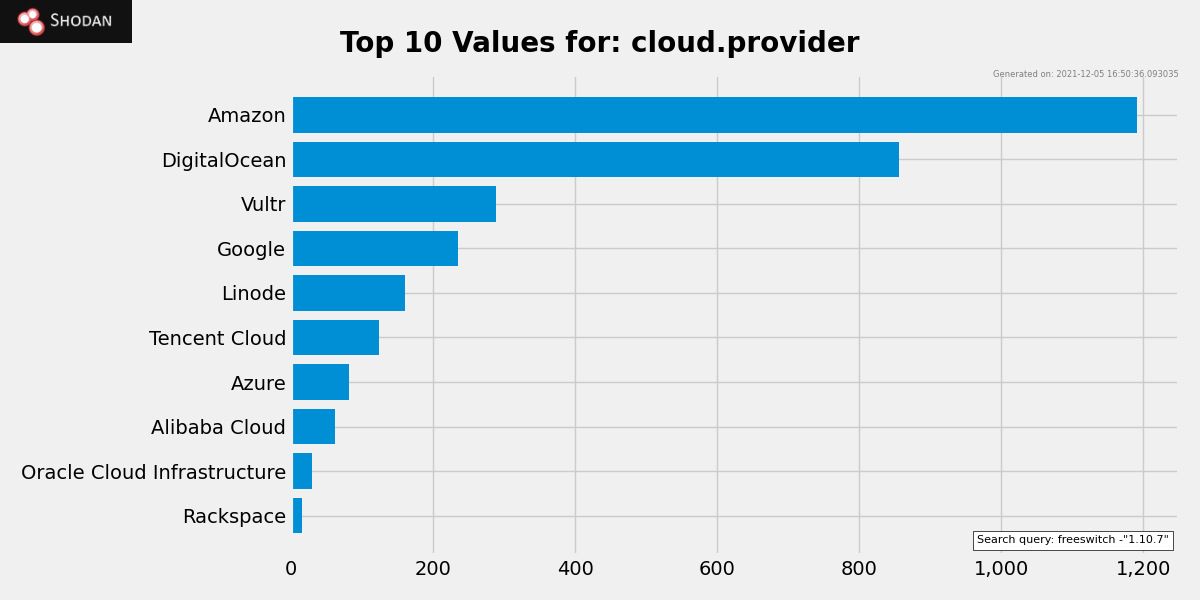 SHODAN
Top 10 Values for: cloud.provider
Generated on: 2021-12-05 16:50:36.093035
Amazon
DigitalOcean
Vultr
Google
Linode
Tencent Cloud
Azure
Alibaba Cloud
Oracle Cloud Infrastructure
Rackspace
Search query: freeswitch -"1.10.7"
0 200 400 600 800 1,000 1,200